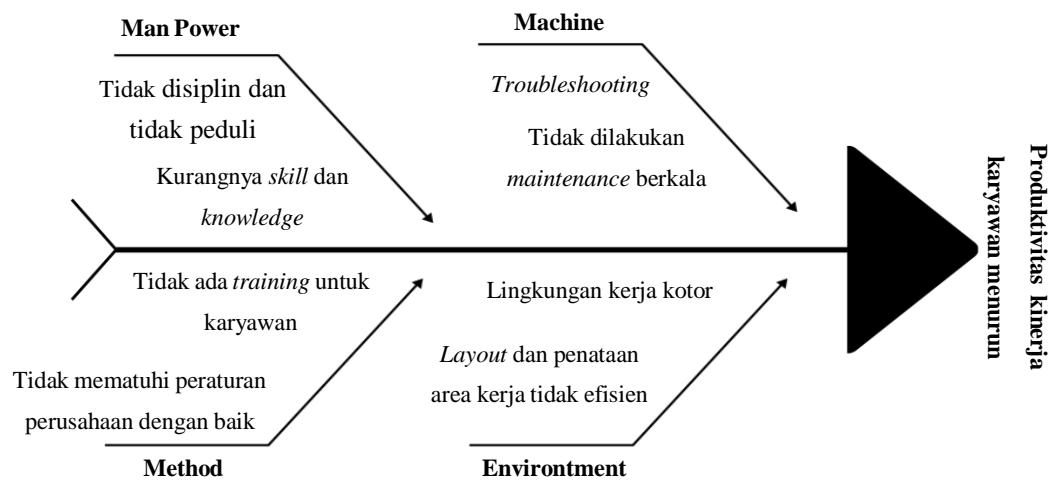 Man Power
Tidak disiplin dan
tidak peduli
Kurangnya skill dan
knowledge
Machine
Troubleshooting
Tidak dilakukan
maintenance berkala
Tidak ada training untuk
karyawan
Tidak mematuhi peraturan
perusahaan dengan baik
Method
Lingkungan kerja kotor
Layout dan penataan
area kerja tidak efisien
Environtment
Produktivitas kinerja
karyawan menurun